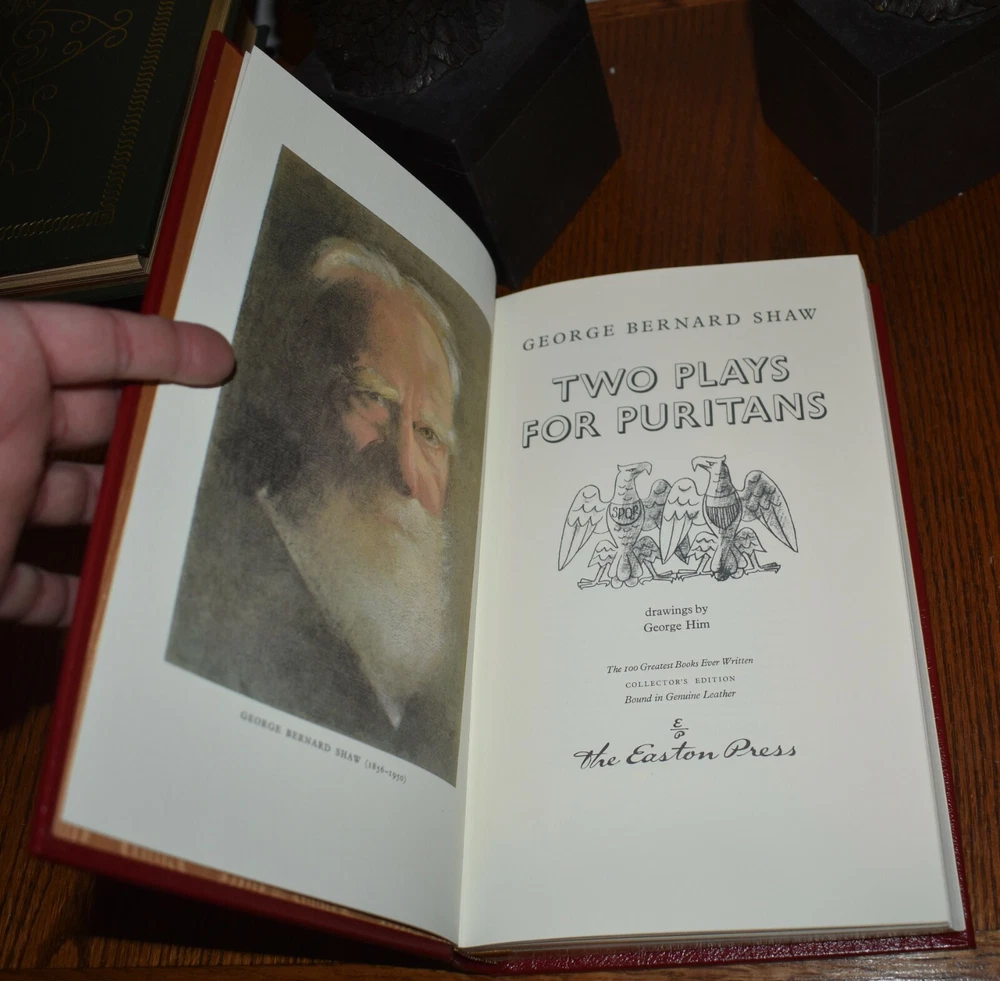 GEORGE BERNARD SHAW (1856–1950)
GEORGE BERNARD SHAW
TWO PLAYS
FOR PURITANS
SPQR
drawings by
George Him
The 100 Greatest Books Ever Written
COLLECTOR'S EDITION
Bound in Genuine Leather
E
P
The Easton Press